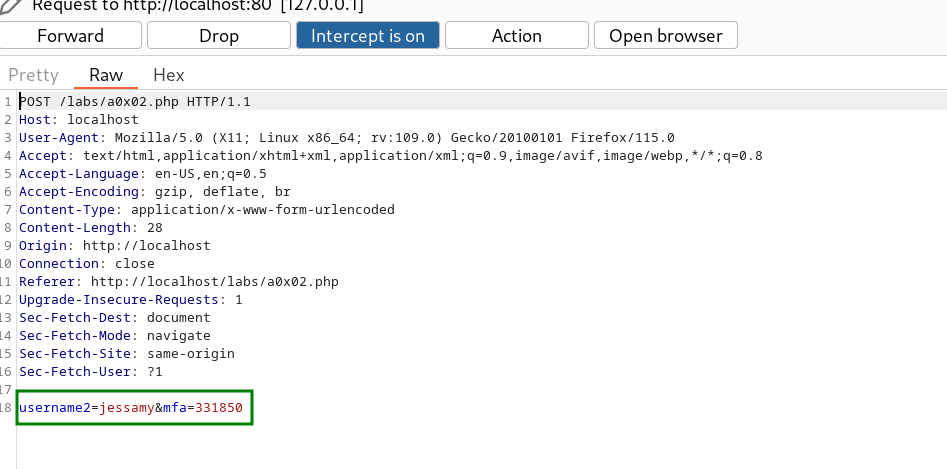 Request to http://localhost:80 [127.0.0.1]
Forward Drop Intercept is on Action Open browser
Pretty Raw Hex
1 POST /labs/a0x02.php HTTP/1.1
2 Host: localhost
3 User-Agent: Mozilla/5.0 (X11; Linux x86_64; rv:109.0) Gecko/20100101 Firefox/115.0
4 Accept: text/html,application/xhtml+xml,application/xml;q=0.9,image/avif,image/webp,*/*;q=0.8
5 Accept-Language: en-US,en;q=0.5
6 Accept-Encoding: gzip, deflate, br
7 Content-Type: application/x-www-form-urlencoded
8 Content-Length: 28
9 Origin: http://localhost
10 Connection: close
11 Referer: http://localhost/labs/a0x02.php
12 Upgrade-Insecure-Requests: 1
13 Sec-Fetch-Dest: document
14 Sec-Fetch-Mode: navigate
15 Sec-Fetch-Site: same-origin
16 Sec-Fetch-User: ?1
17
18 username2=jessamy&mfa=331850